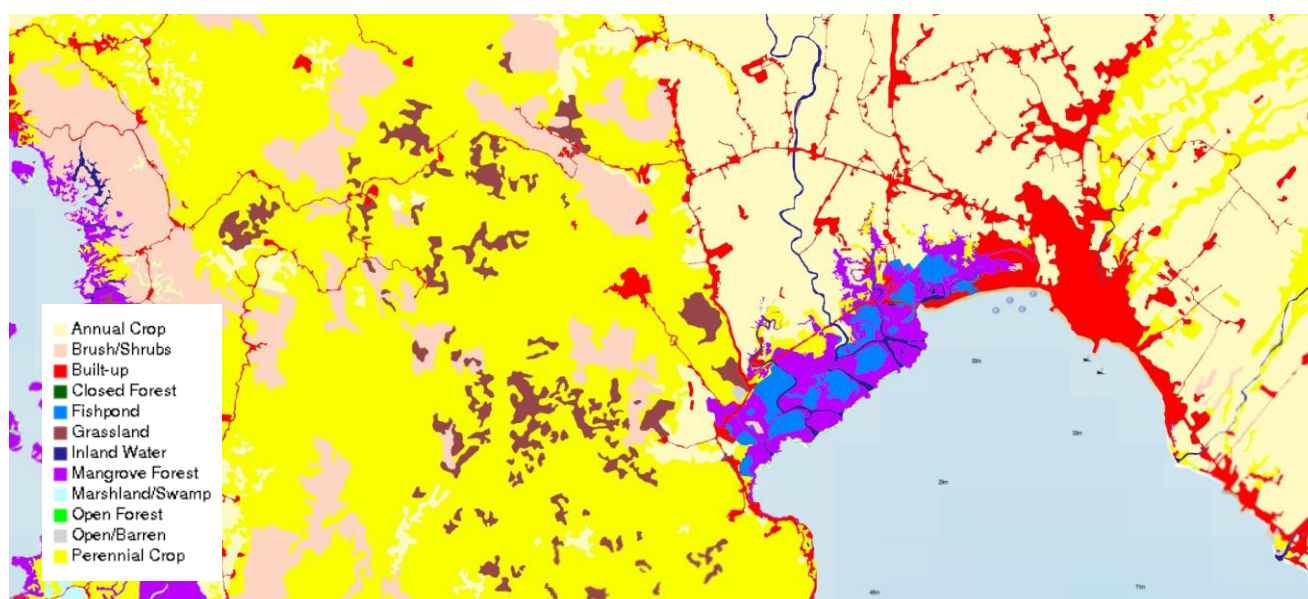 Annual Crop
Brush/Shrubs
Built-up
Closed Forest
Fishpond
Grassland
Inland Water
Mangrove Forest
Marshland/Swamp
Open Forest
Open/Barren
Perennial Crop